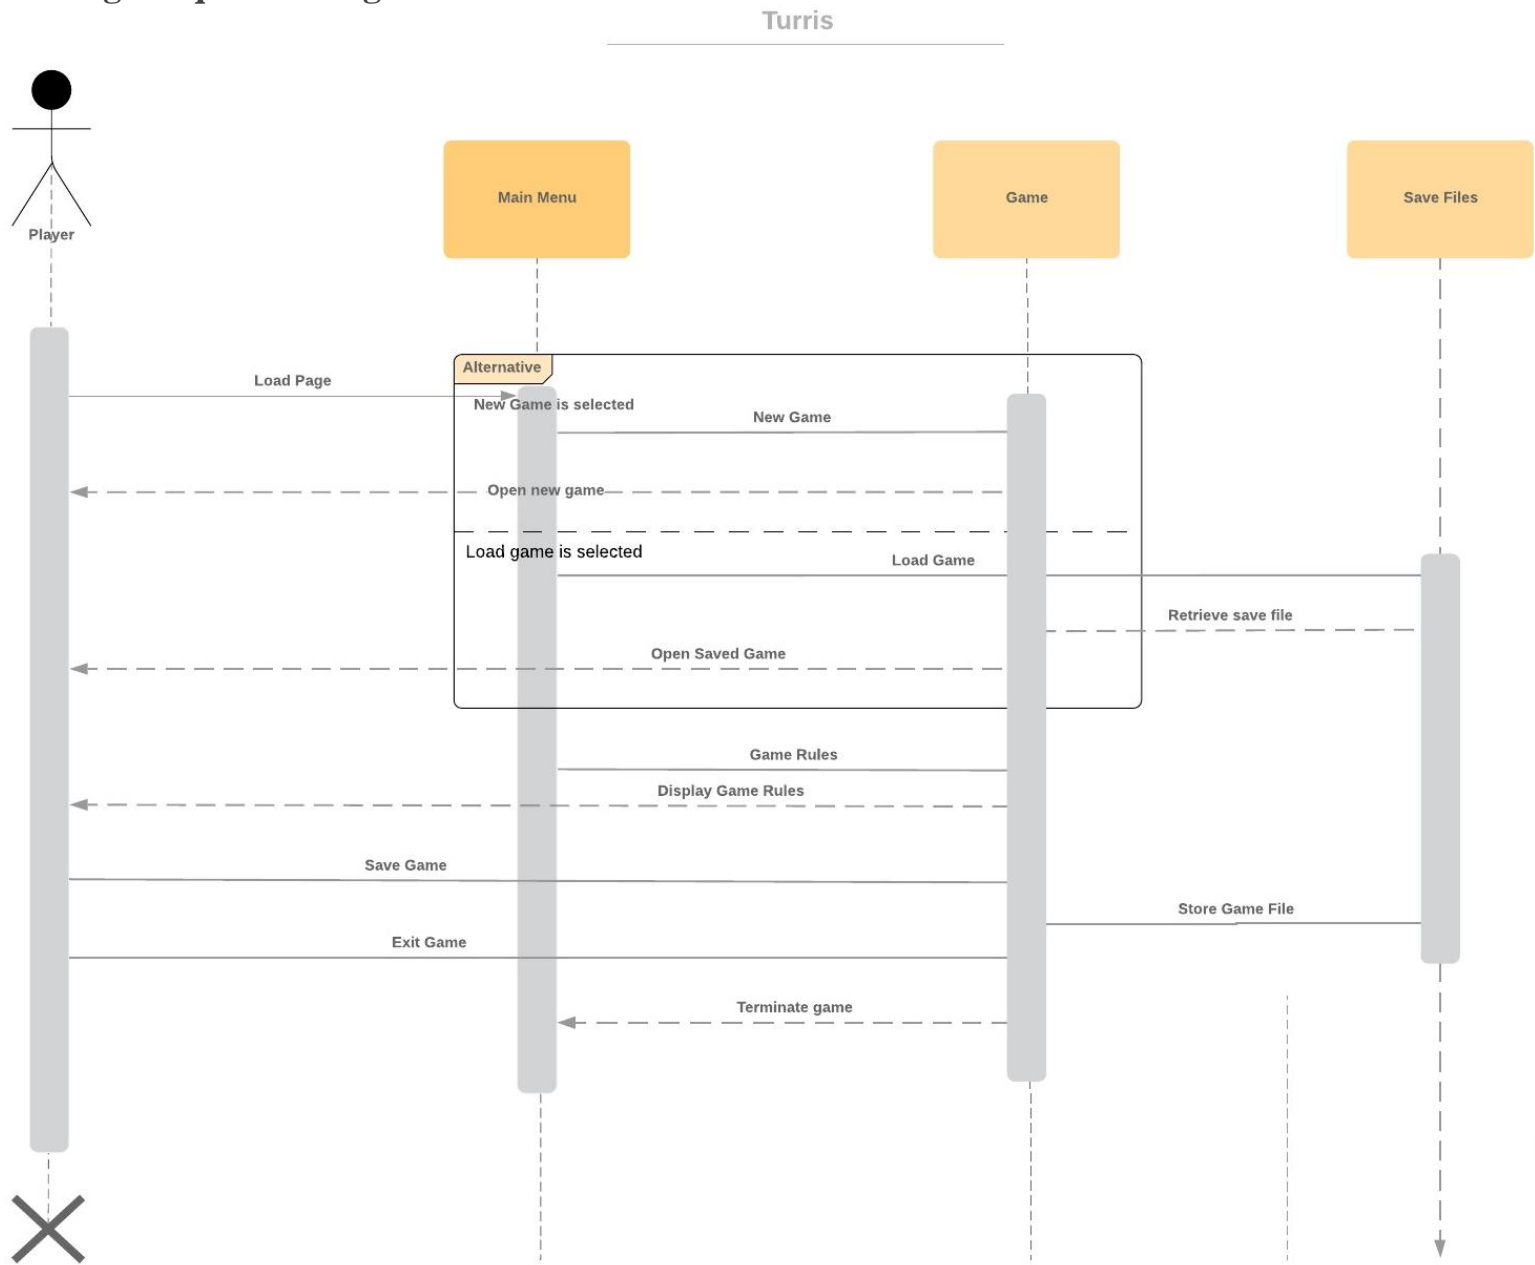 Turris
Player
Main Menu
Game
Save Files
Alternative
Load Page
New Game is selected
New Game
Open new game
Load game is selected
Load Game
Retrieve save file
Open Saved Game
Game Rules
Display Game Rules
Save Game
Store Game File
Exit Game
Terminate game